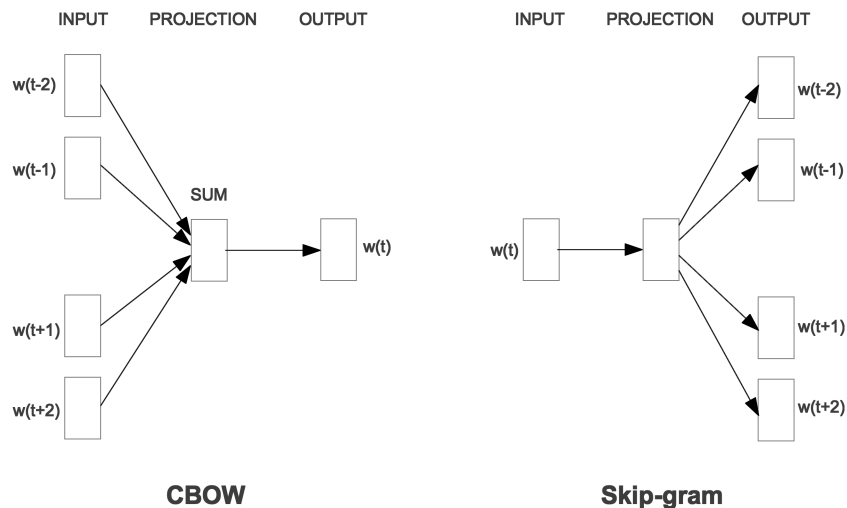 INPUT PROJECTION OUTPUT
w(t-2)
w(t-1)
SUM
w(t)
w(t+1)
w(t+2)
CBOW
INPUT PROJECTION OUTPUT
w(t-2)
w(t-1)
w(t)
w(t+1)
w(t+2)
Skip-gram